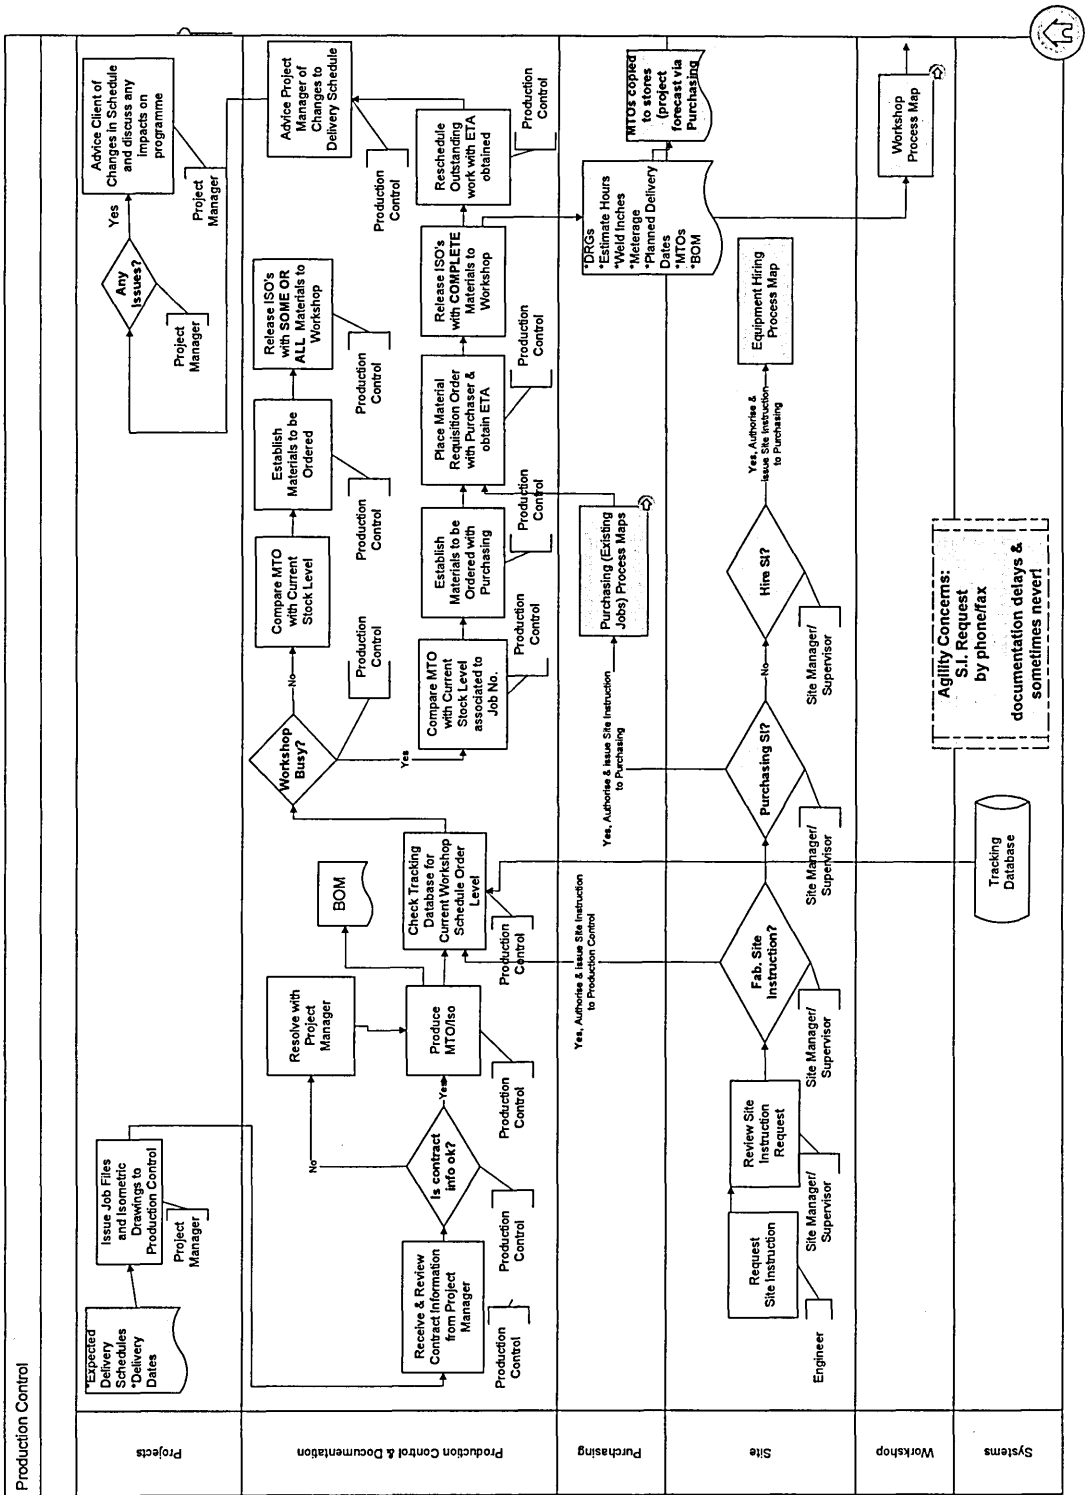 Production Control
Projects
*Expected
Delivery
Schedules
*Delivery
Dates
Issue Job Files
and Isometric
Drawings to
Production Control
Project
Manager
Any
Issues?
Project
Manager
Yes
Advice Client of
Changes in Schedule
and discuss any
impacts on
programme
Project
Manager
Production Control & Documentation
Receive & Review
Contract Information
from Project
Manager
Production
Control
Is contract
info ok?
Production
Control
No
Yes
Resolve with
Project
Manager
Produce
MTO/Iso
Production
Control
BOM
Check Tracking
Database for
Current Workshop
Schedule Order
Level
Production
Control
Workshop
Busy?
Production
Control
No
Yes
Compare MTO
with Current
Stock Level
Establish
Materials to be
Ordered
Production
Control
Release ISO's
with SOME OR
ALL Materials to
Workshop
Production
Control
Compare MTO
with Current
Stock Level
associated to
Job No.
Production
Control
Establish
Materials to be
Ordered with
Purchasing
Production
Control
Place Material
Requisition Order
with Purchaser &
obtain ETA
Production
Control
Release ISO's
with COMPLETE
Materials to
Workshop
Reschedule
Outstanding
work with ETA
obtained
Production
Control
Advice Project
Manager of
Changes to
Delivery Schedule
Production
Control
Purchasing
Yes, Authorise & issue Site Instruction
to Production Control
Yes, Authorise & issue Site Instruction
to Purchasing
Purchasing (Existing
Jobs) Process Maps
*DRGs
*Estimate Hours
*Weld Inches
*Meterage
*Planned Delivery
Dates
*MTOs
*BOM
MTOs copied
to stores
(project
forecast via
Purchasing
Site
Request
Site Instruction
Engineer
Review Site
Instruction
Request
Site Manager/
Supervisor
Fab. Site
Instruction?
Site Manager/
Supervisor
Purchasing SI?
Site Manager/
Supervisor
No
Hire SI?
Site Manager/
Supervisor
Yes, Authorise &
issue Site Instruction
to Purchasing
Equipment Hiring
Process Map
Workshop
Workshop
Process Map
Systems
Tracking
Database
Agility Concerns:
S.I. Request
by phone/fax
documentation delays &
sometimes never!